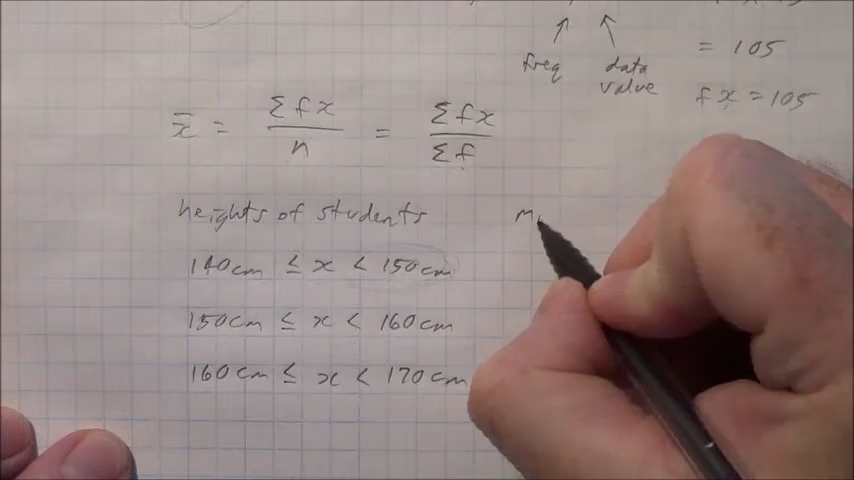 = 105
freq data value
fx = 105
x̄ = Σfx / n = Σfx / Σf
heights of students
140cm ≤ x < 150cm
150cm ≤ x < 160cm
160cm ≤ x < 170cm